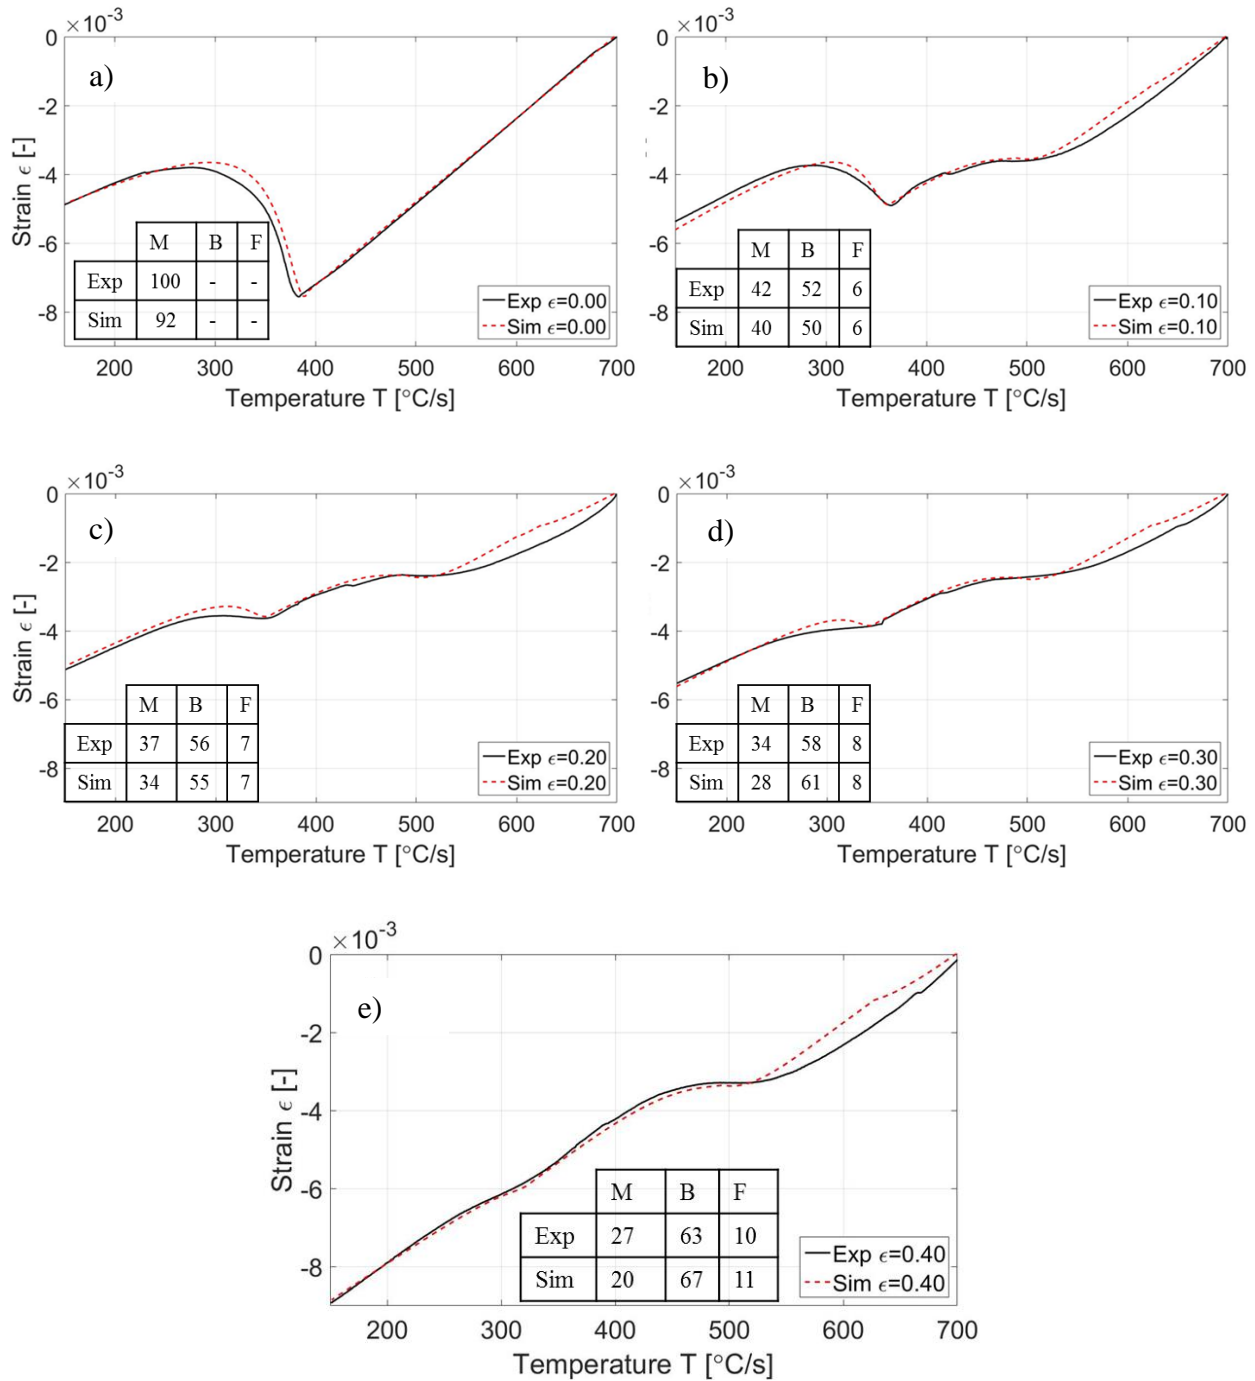 ×10⁻³
a)
0
-2
-4
-6
-8
Strain ϵ [-]
M B F
Exp 100 - -
Sim 92 - -
Exp ϵ=0.00
Sim ϵ=0.00
200 300 400 500 600 700
Temperature T [°C/s]
×10⁻³
b)
0
-2
-4
-6
-8
M B F
Exp 42 52 6
Sim 40 50 6
Exp ϵ=0.10
Sim ϵ=0.10
200 300 400 500 600 700
Temperature T [°C/s]
×10⁻³
c)
0
-2
-4
-6
-8
Strain ϵ [-]
M B F
Exp 37 56 7
Sim 34 55 7
Exp ϵ=0.20
Sim ϵ=0.20
200 300 400 500 600 700
Temperature T [°C/s]
×10⁻³
d)
0
-2
-4
-6
-8
M B F
Exp 34 58 8
Sim 28 61 8
Exp ϵ=0.30
Sim ϵ=0.30
200 300 400 500 600 700
Temperature T [°C/s]
×10⁻³
e)
0
-2
-4
-6
-8
Strain ϵ [-]
M B F
Exp 27 63 10
Sim 20 67 11
Exp ϵ=0.40
Sim ϵ=0.40
200 300 400 500 600 700
Temperature T [°C/s]